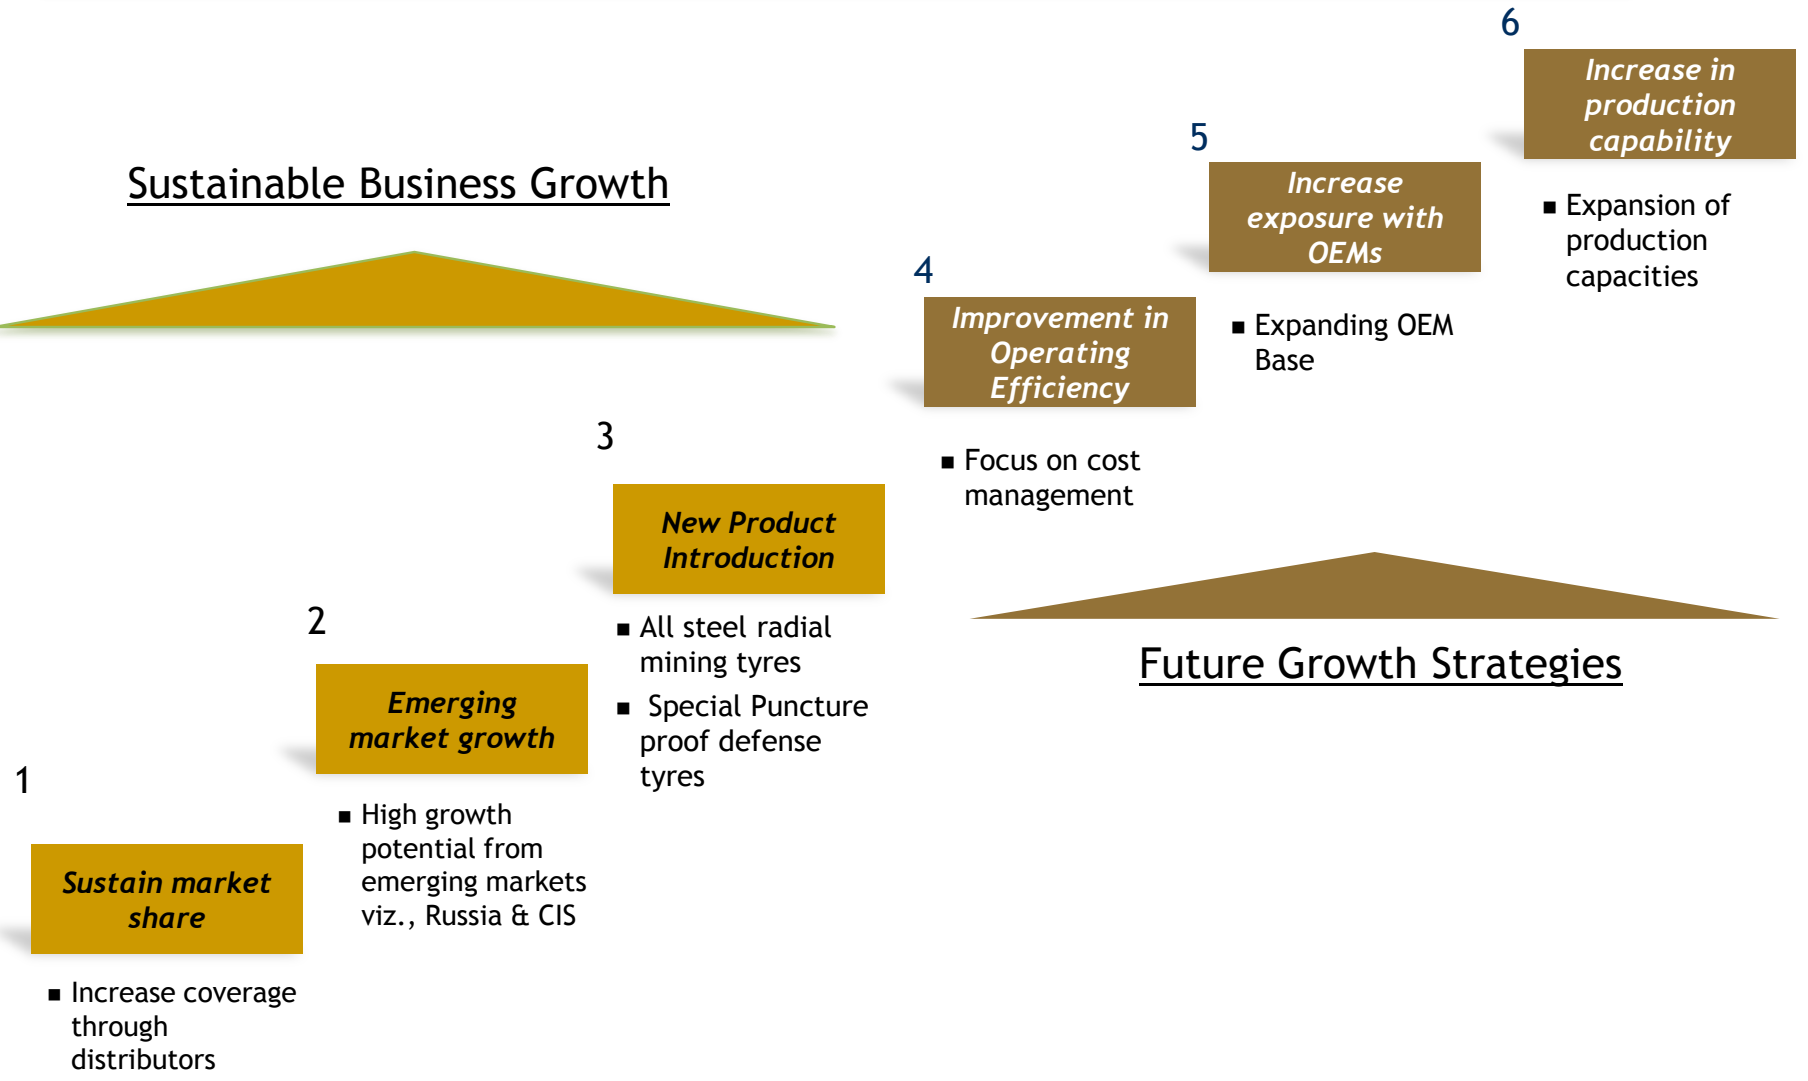 Sustainable Business Growth
1
Sustain market
share
■ Increase coverage
through
distributors
2
Emerging
market growth
■ High growth
potential from
emerging markets
viz., Russia & CIS
3
New Product
Introduction
■ All steel radial
mining tyres
■ Special Puncture
proof defense
tyres
4
Improvement in
Operating
Efficiency
■ Focus on cost
management
5
Increase
exposure with
OEMs
■ Expanding OEM
Base
6
Increase in
production
capability
■ Expansion of
production
capacities
Future Growth Strategies